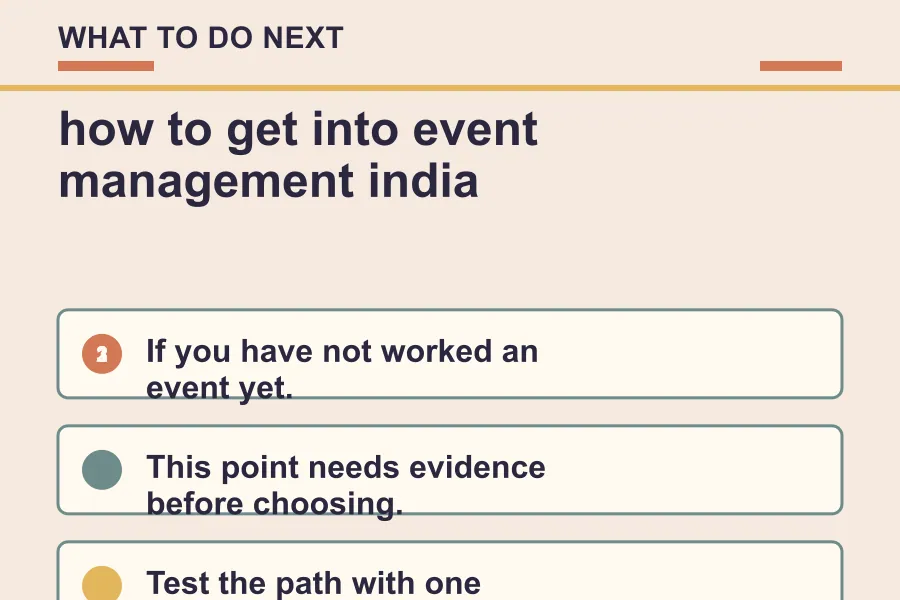 WHAT TO DO NEXT
how to get into event
management india
If you have not worked an
event yet.
This point needs evidence
before choosing.
Test the path with one